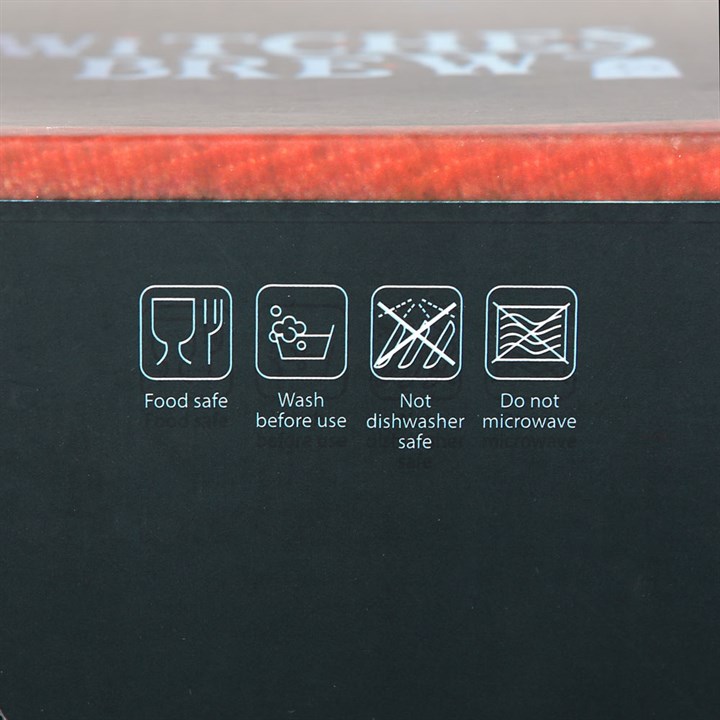 WITCHES
BREW
Food safe
Wash
before use
Not
dishwasher
safe
Do not
microwave